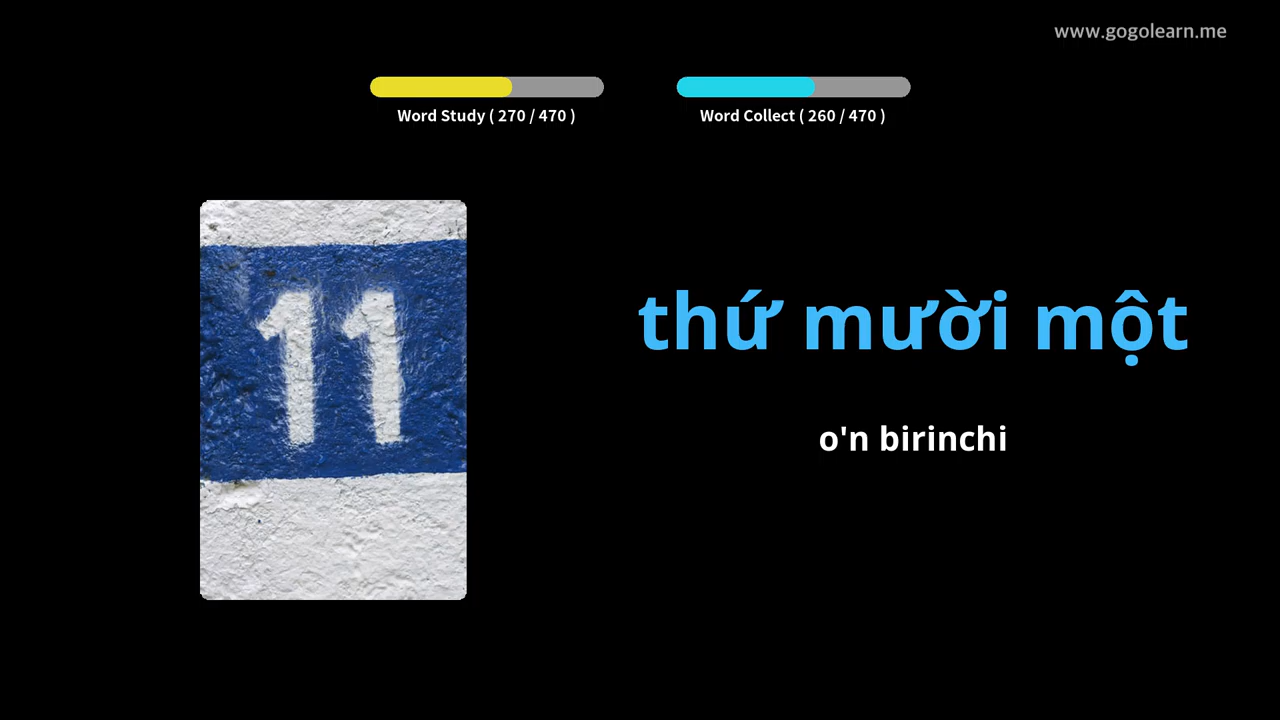 www.gogolearn.me
Word Study ( 270 / 470 )
Word Collect ( 260 / 470 )
11
thứ mười một
o'n birinchi